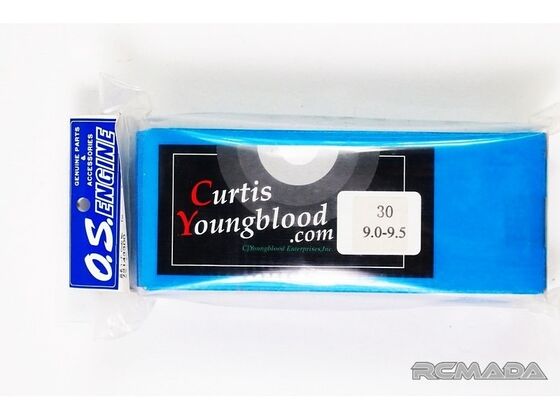 GENUINE PARTS
& ACCESSORIES
O.S. ENGINE
Curtis
Youngblood
.com
C|Youngblood Enterprises,Inc.
30
9.0-9.5
RCMADA